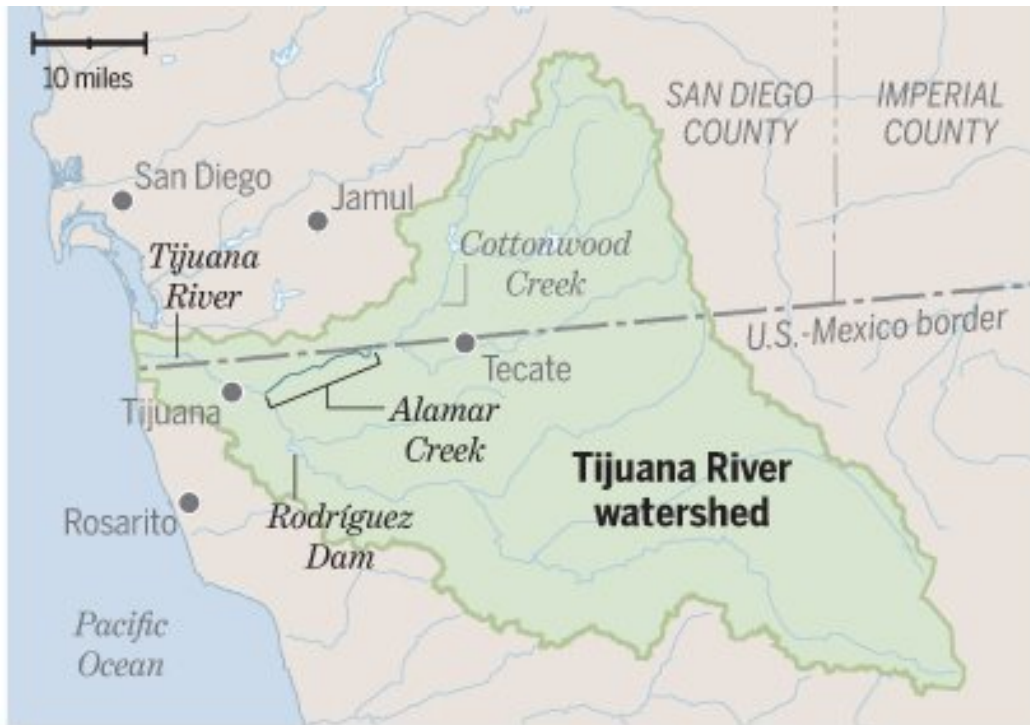 10 miles
SAN DIEGO
COUNTY
IMPERIAL
COUNTY
San Diego
Jamul
Tijuana
River
Cottonwood
Creek
U.S.-Mexico border
Tecate
Tijuana
Alamar
Creek
Tijuana River
watershed
Rosarito
Rodríguez
Dam
Pacific
Ocean